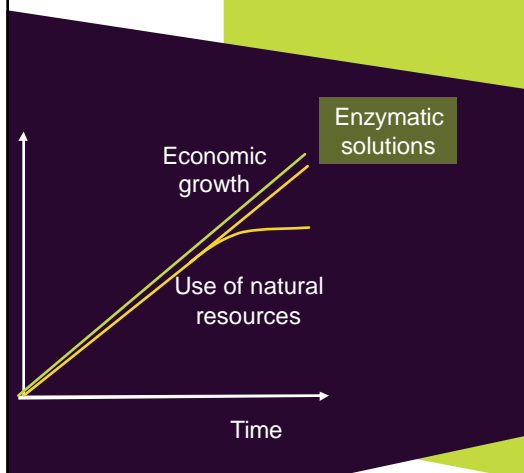 Enzymatic
solutions
Economic
growth
Use of natural
resources
Time